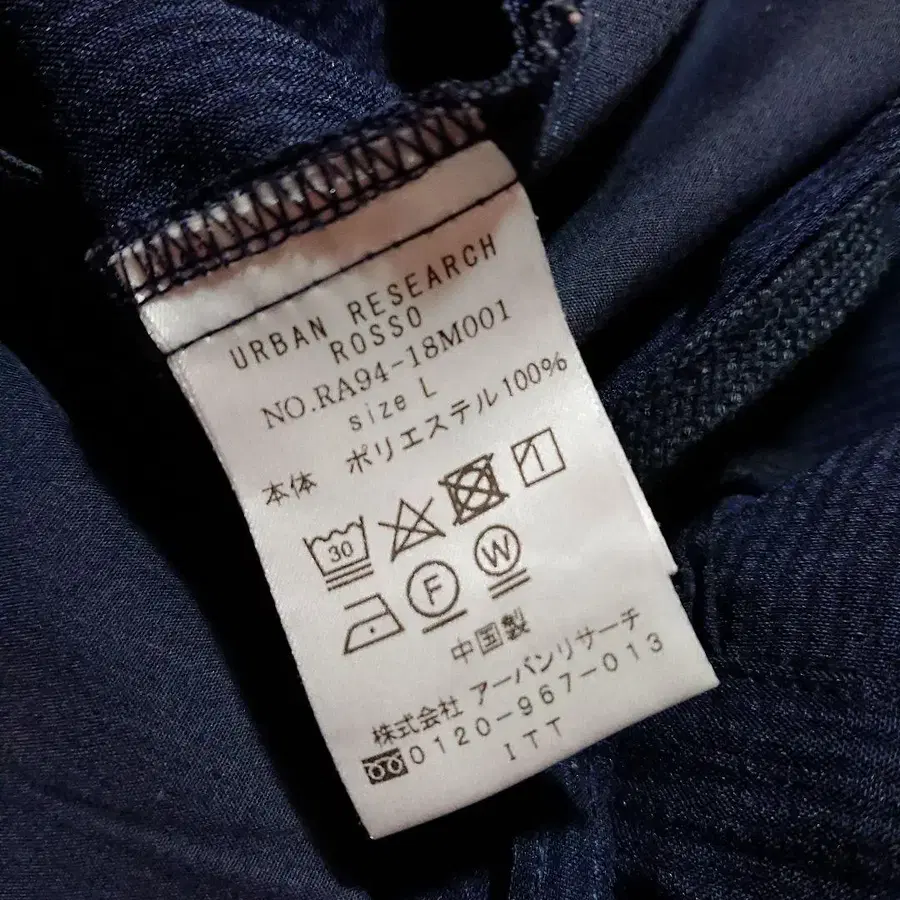 URBAN RESEARCH
ROSSO
NO.RA94-18M001
size L
本体 ポリエステル100%
30
F W
中国製
株式会社 アーバンリサーチ
0120-967-013
ITT